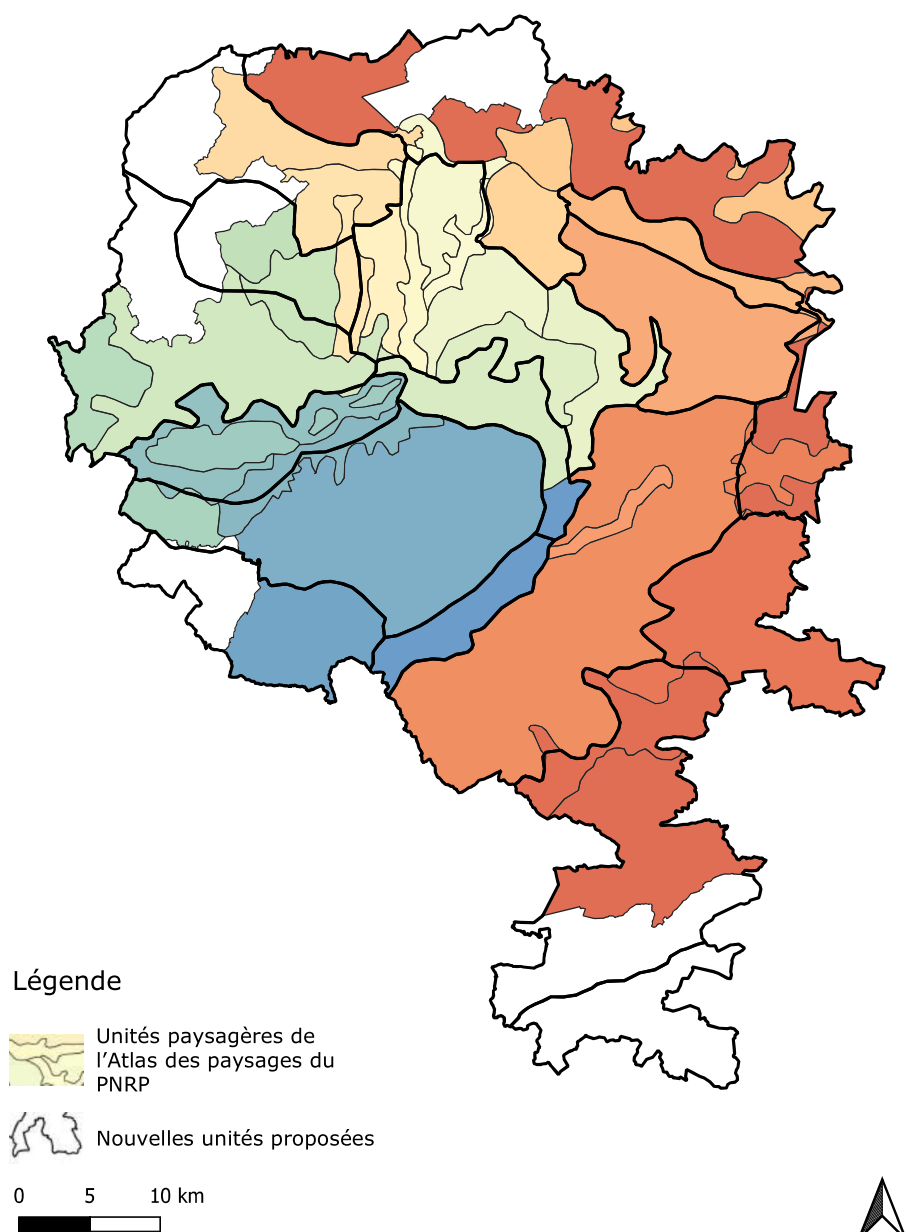 Légende
Unités paysagères de
l'Atlas des paysages du
PNRP
Nouvelles unités proposées
0 5 10 km